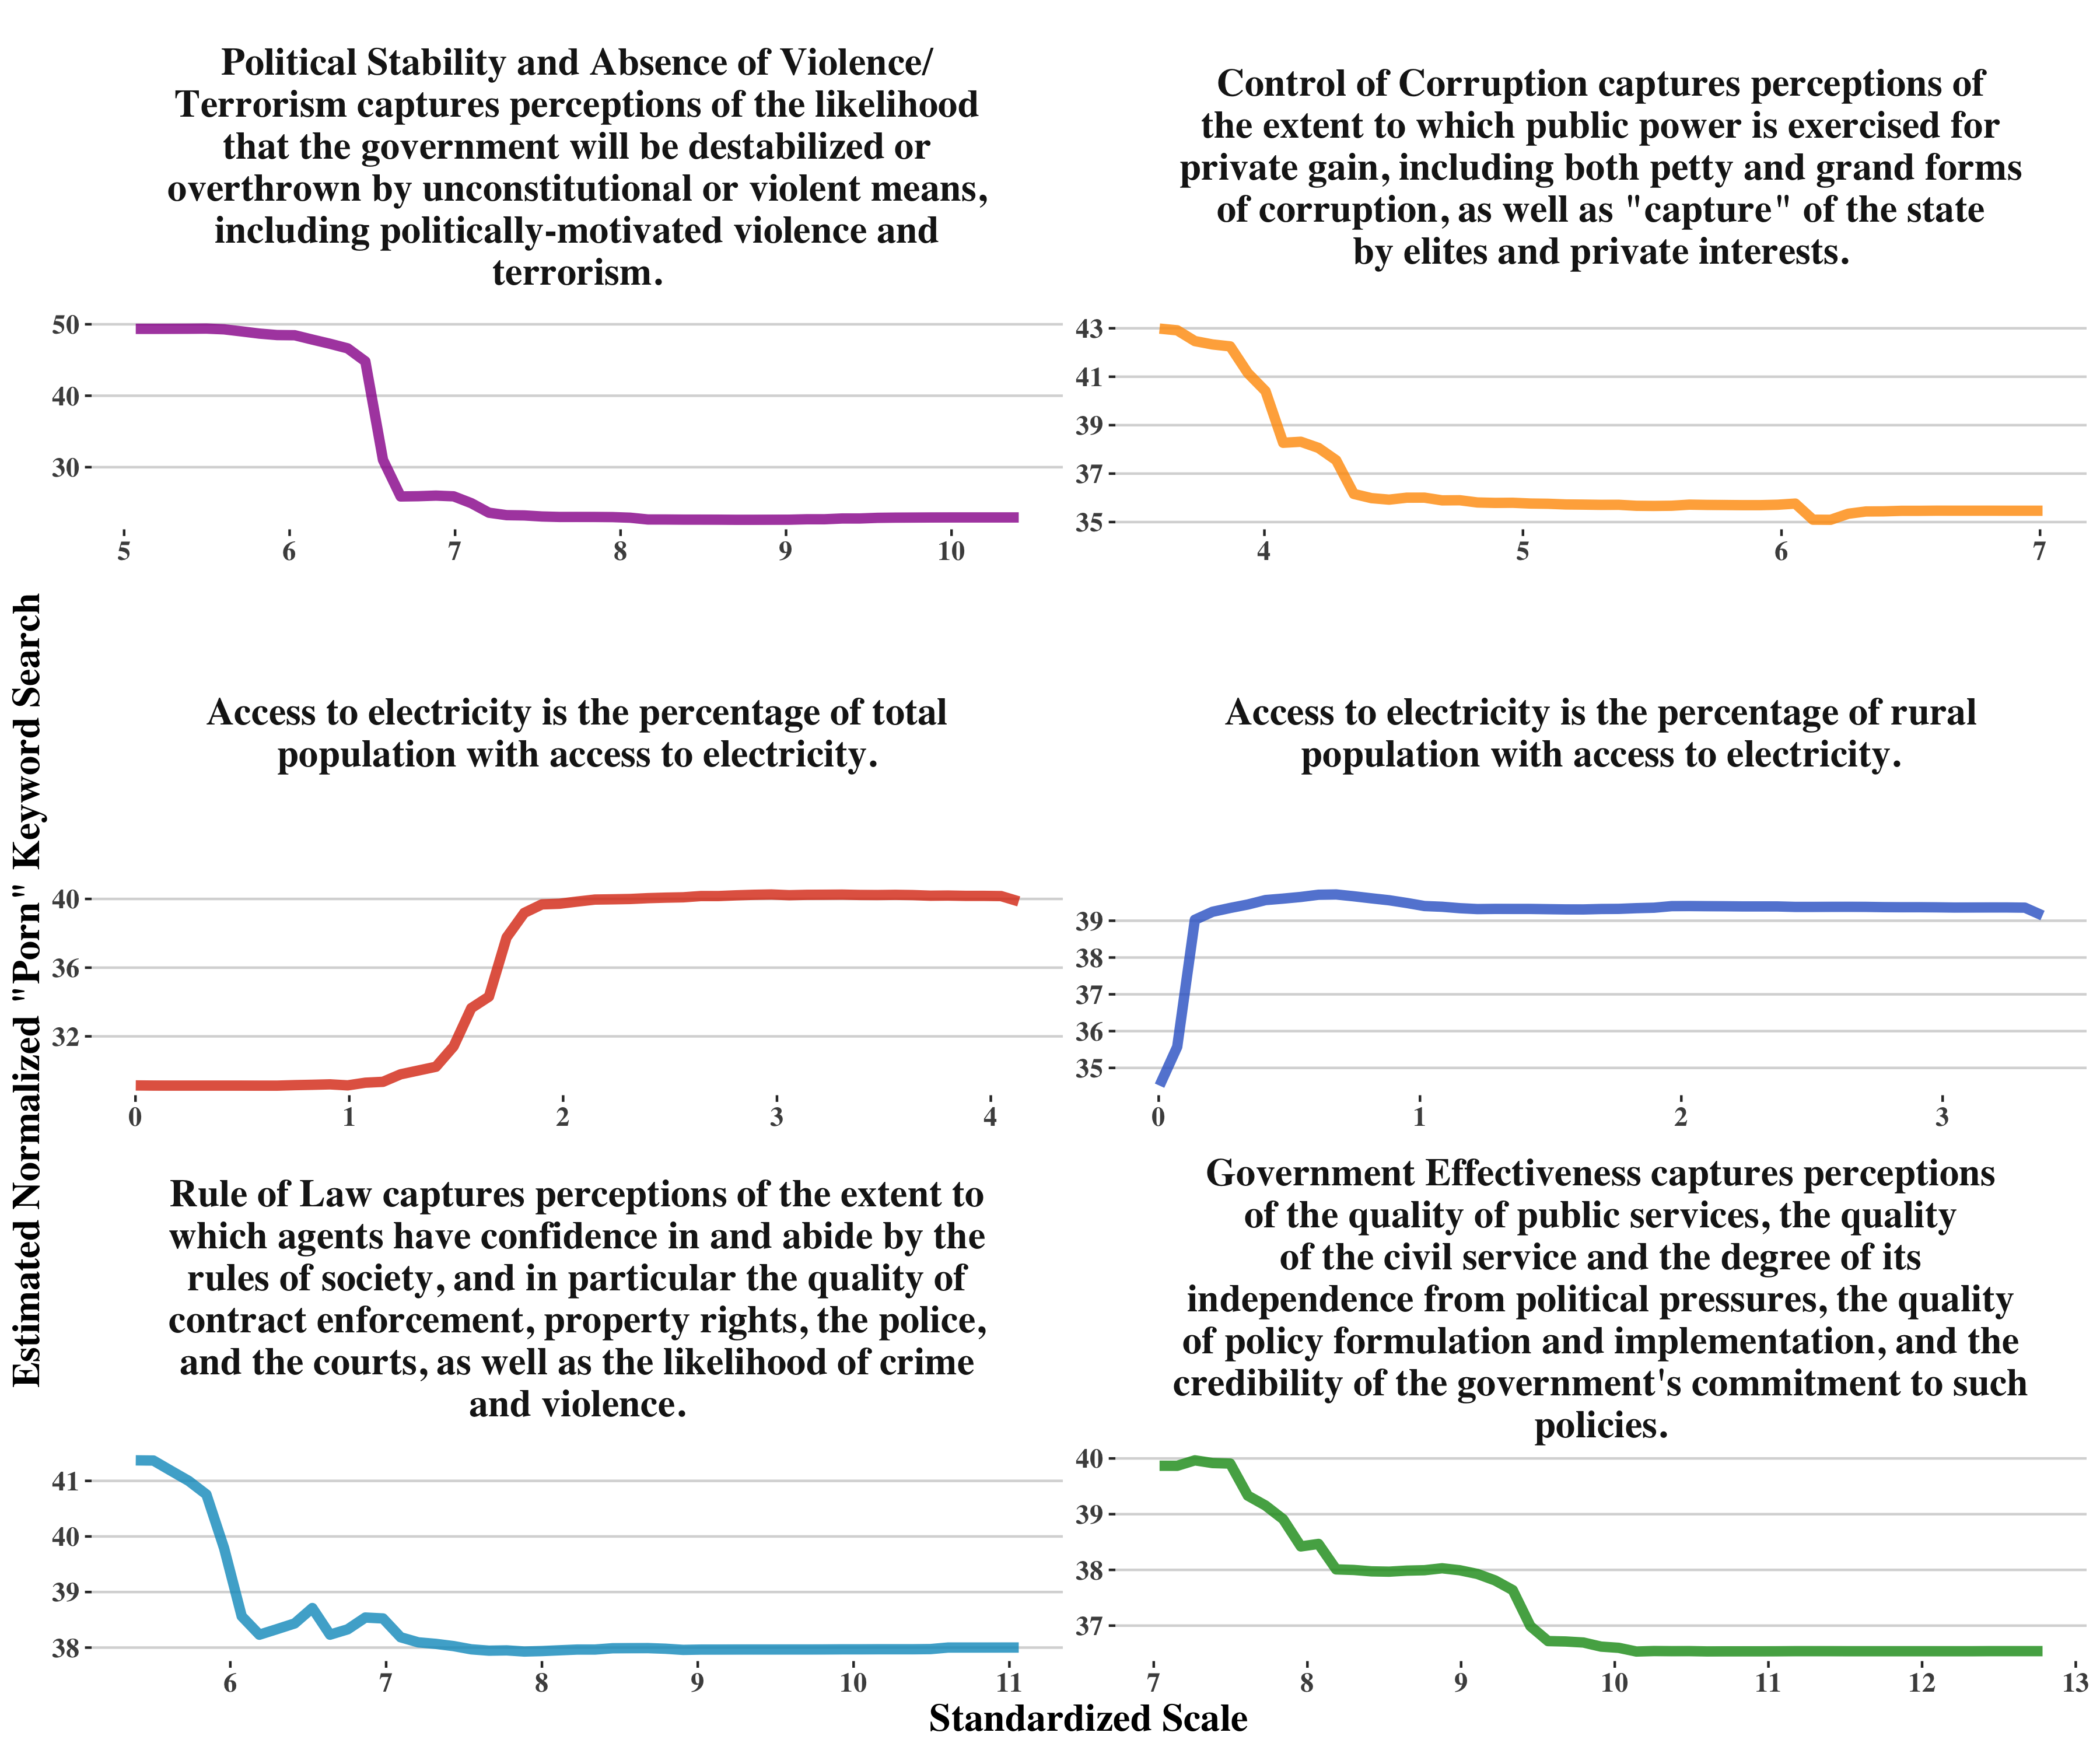 Political Stability and Absence of Violence/
Terrorism captures perceptions of the likelihood
that the government will be destabilized or
overthrown by unconstitutional or violent means,
including politically-motivated violence and
terrorism.
50
40
30
5 6 7 8 9 10
Control of Corruption captures perceptions of
the extent to which public power is exercised for
private gain, including both petty and grand forms
of corruption, as well as "capture" of the state
by elites and private interests.
43
41
39
37
35
4 5 6 7
Estimated Normalized "Porn" Keyword Search
Access to electricity is the percentage of total
population with access to electricity.
40
36
32
0 1 2 3 4
Access to electricity is the percentage of rural
population with access to electricity.
39
38
37
36
35
0 1 2 3
Rule of Law captures perceptions of the extent to
which agents have confidence in and abide by the
rules of society, and in particular the quality of
contract enforcement, property rights, the police,
and the courts, as well as the likelihood of crime
and violence.
41
40
39
38
6 7 8 9 10 11
Government Effectiveness captures perceptions
of the quality of public services, the quality
of the civil service and the degree of its
independence from political pressures, the quality
of policy formulation and implementation, and the
credibility of the government's commitment to such
policies.
40
39
38
37
7 8 9 10 11 12 13
Standardized Scale